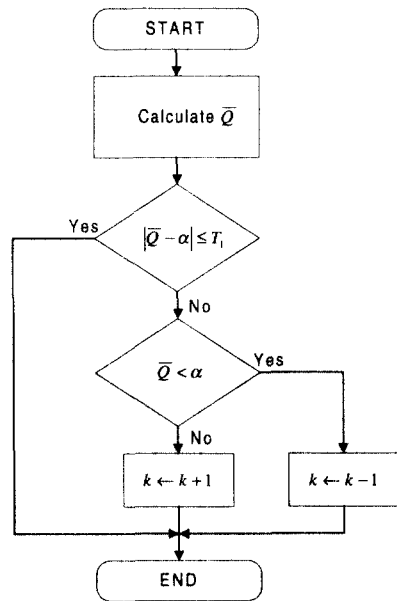 START
Calculate Q̅
Yes
|Q̅ − α| ≤ T₁
No
Q̅ < α
Yes
No
k ← k + 1
k ← k − 1
END